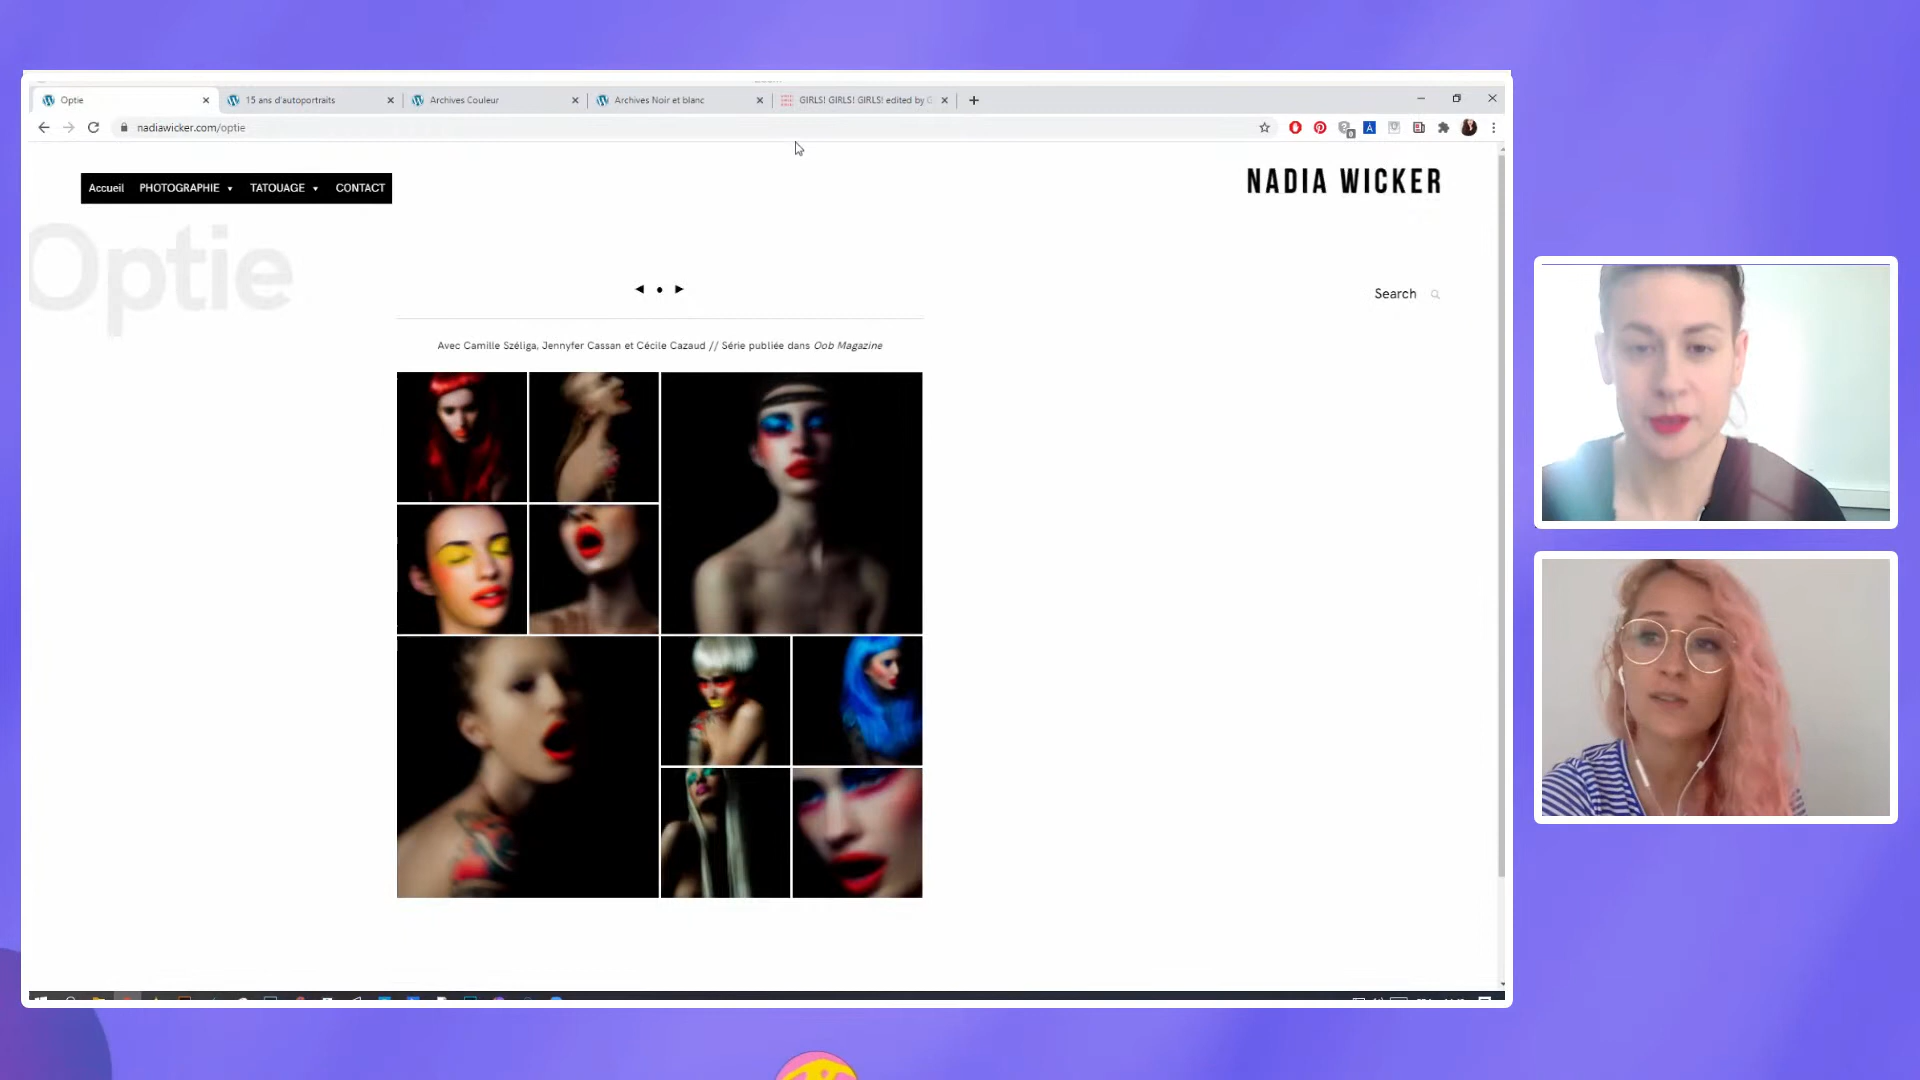 Optie
15 ans d'autoportraits
Archives Couleur
Archives Noir et blanc
GIRLS! GIRLS! GIRLS! edited by
nadiawicker.com/optie
Accueil PHOTOGRAPHIE TATOUAGE CONTACT
NADIA WICKER
Optie
Search
Avec Camille Széliga, Jennyfer Cassan et Cécile Cazaud // Série publiée dans Oob Magazine